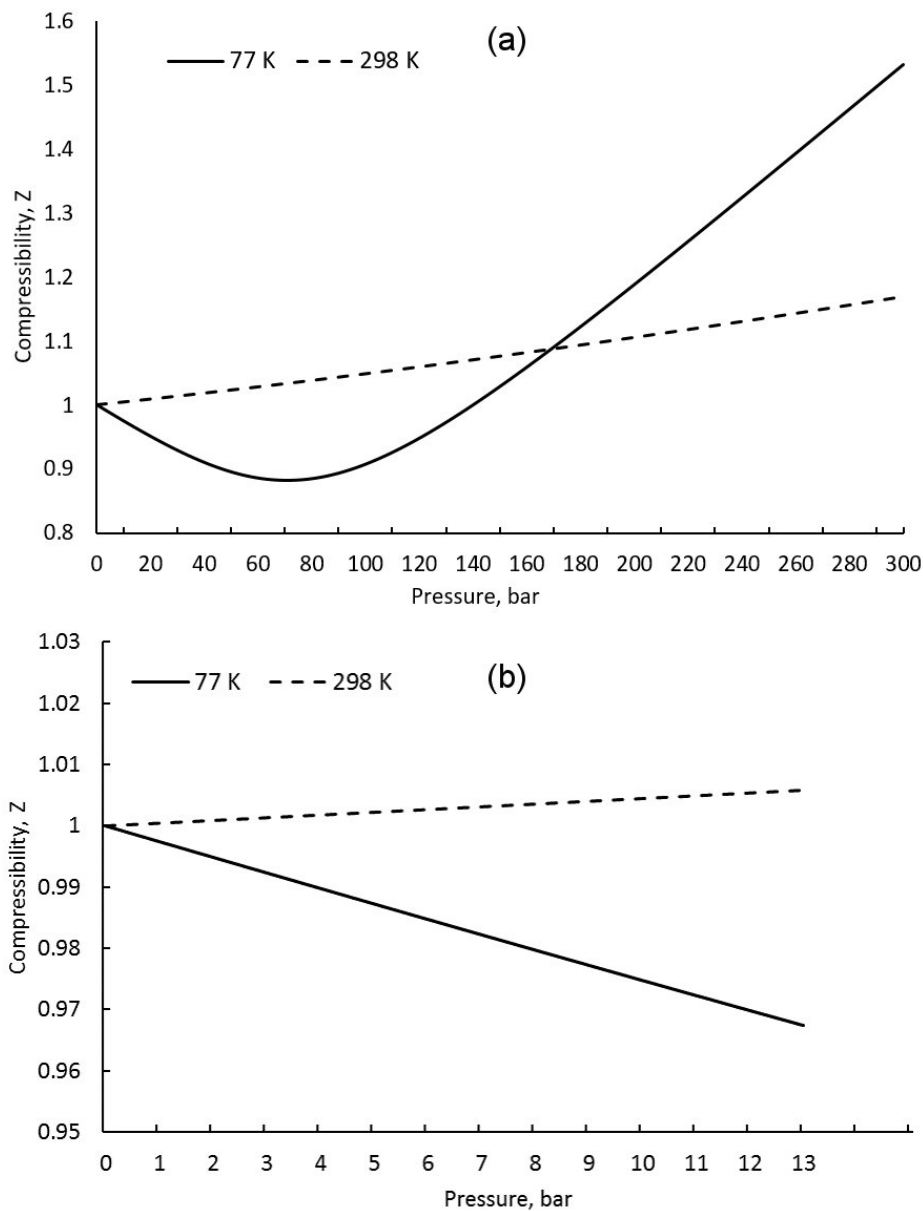 (a)
77 K 298 K
1.6
1.5
1.4
1.3
1.2
1.1
1
0.9
0.8
Compressibility, Z
0 20 40 60 80 100 120 140 160 180 200 220 240 260 280 300
Pressure, bar
(b)
77 K 298 K
1.03
1.02
1.01
1
0.99
0.98
0.97
0.96
0.95
Compressibility, Z
0 1 2 3 4 5 6 7 8 9 10 11 12 13
Pressure, bar